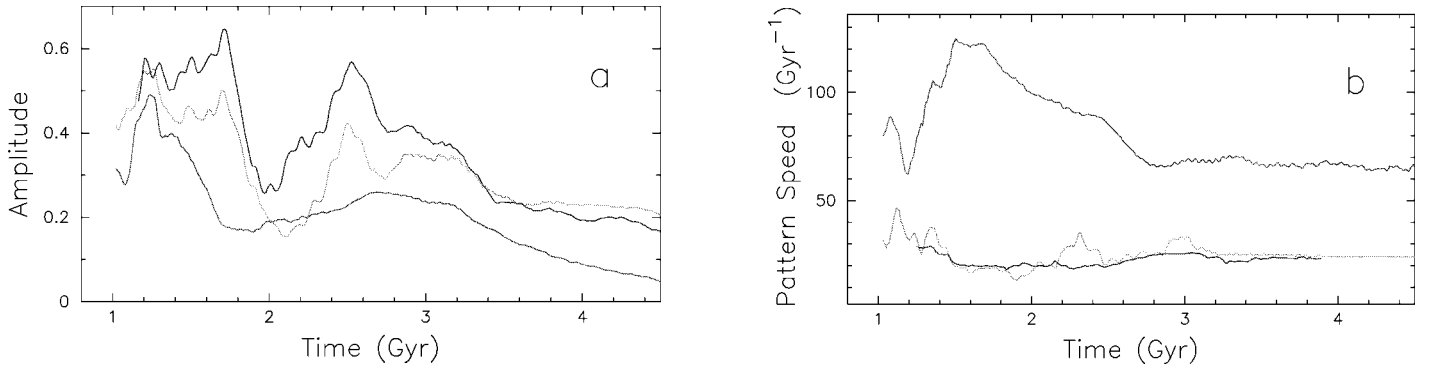 0.6
0.4
0.2
0
Amplitude
a
1 2 3 4
Time (Gyr)
100
50
Pattern Speed (Gyr⁻¹)
b
1 2 3 4
Time (Gyr)